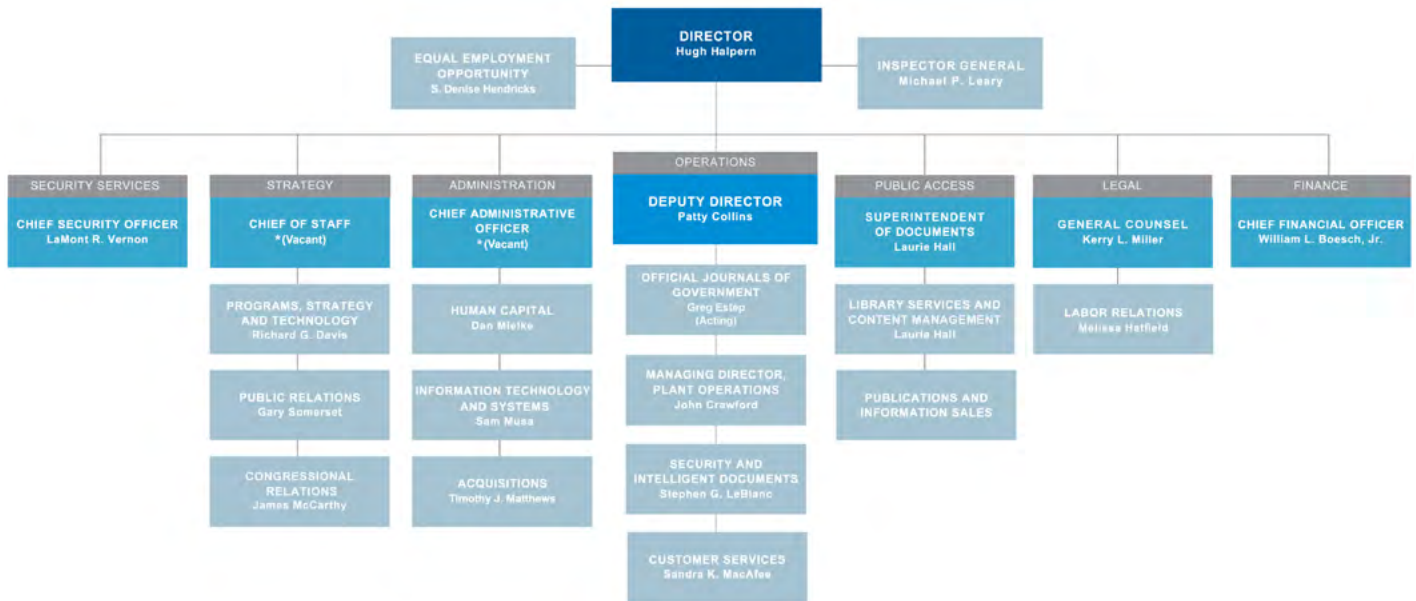 DIRECTOR
Hugh Halpern
EQUAL EMPLOYMENT
OPPORTUNITY
S. Denise Hendricks
INSPECTOR GENERAL
Michael P. Leary
SECURITY SERVICES
CHIEF SECURITY OFFICER
LaMont R. Vernon
STRATEGY
CHIEF OF STAFF
*(Vacant)
PROGRAMS, STRATEGY
AND TECHNOLOGY
Richard G. Davis
PUBLIC RELATIONS
Gary Somerset
CONGRESSIONAL
RELATIONS
James McCarthy
ADMINISTRATION
CHIEF ADMINISTRATIVE
OFFICER
*(Vacant)
HUMAN CAPITAL
Dan Mielke
INFORMATION TECHNOLOGY
AND SYSTEMS
Sam Musa
ACQUISITIONS
Timothy J. Matthews
OPERATIONS
DEPUTY DIRECTOR
Patty Collins
OFFICIAL JOURNALS OF
GOVERNMENT
Greg Estep
(Acting)
MANAGING DIRECTOR,
PLANT OPERATIONS
John Crawford
SECURITY AND
INTELLIGENT DOCUMENTS
Stephen G. LeBlanc
CUSTOMER SERVICES
Sandra K. MacAfee
PUBLIC ACCESS
SUPERINTENDENT
OF DOCUMENTS
Laurie Hall
LIBRARY SERVICES AND
CONTENT MANAGEMENT
Laurie Hall
PUBLICATIONS AND
INFORMATION SALES
LEGAL
GENERAL COUNSEL
Kerry L. Miller
LABOR RELATIONS
Melissa Hatfield
FINANCE
CHIEF FINANCIAL OFFICER
William L. Boesch, Jr.